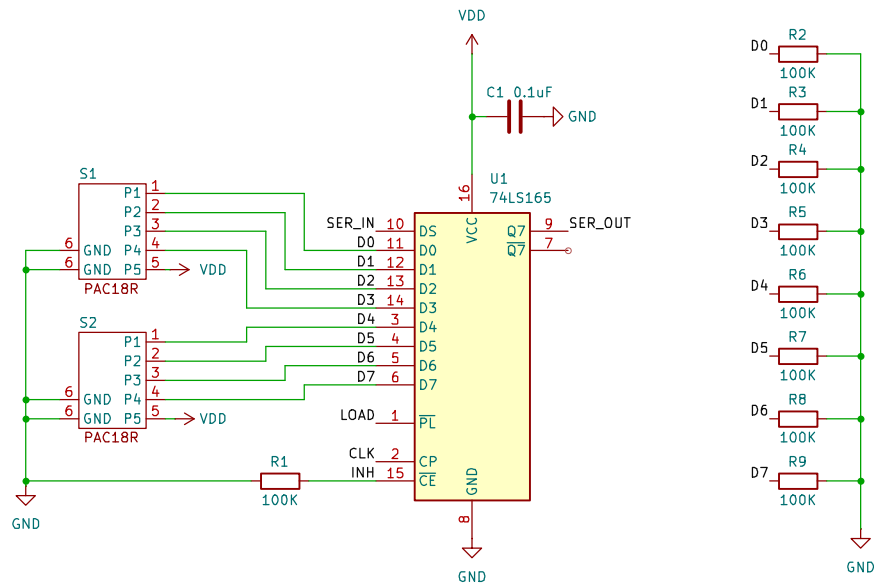 VDD
C1 0.1uF
GND
U1
74LS165
16
VCC
SER_IN 10 DS
D0 11 D0
D1 12 D1
D2 13 D2
D3 14 D3
D4 3 D4
D5 4 D5
D6 5 D6
D7 6 D7
LOAD 1 PL
CLK 2 CP
INH 15 CE
Q7 9 SER_OUT
Q7 7
GND
8
GND
S1
P1 1
P2 2
P3 3
6 GND P4 4
6 GND P5 5 VDD
PAC18R
S2
P1 1
P2 2
P3 3
6 GND P4 4
6 GND P5 5 VDD
PAC18R
R1
100K
GND
D0 R2
100K
D1 R3
100K
D2 R4
100K
D3 R5
100K
D4 R6
100K
D5 R7
100K
D6 R8
100K
D7 R9
100K
GND